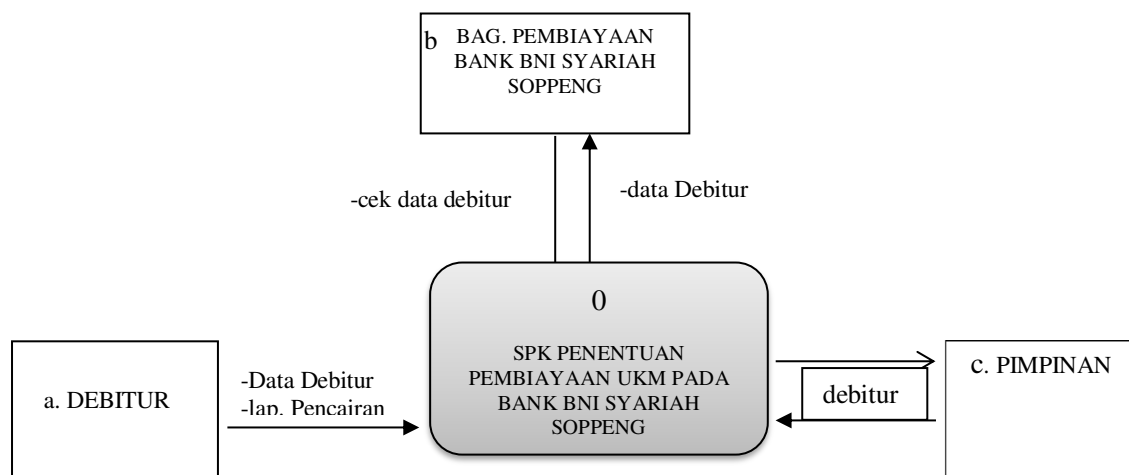 b
BAG. PEMBIAYAAN
BANK BNI SYARIAH
SOPPENG
-cek data debitur
-data Debitur
0
SPK PENENTUAN
PEMBIAYAAN UKM PADA
BANK BNI SYARIAH
SOPPENG
a. DEBITUR
-Data Debitur
-lap. Pencairan
debitur
c. PIMPINAN